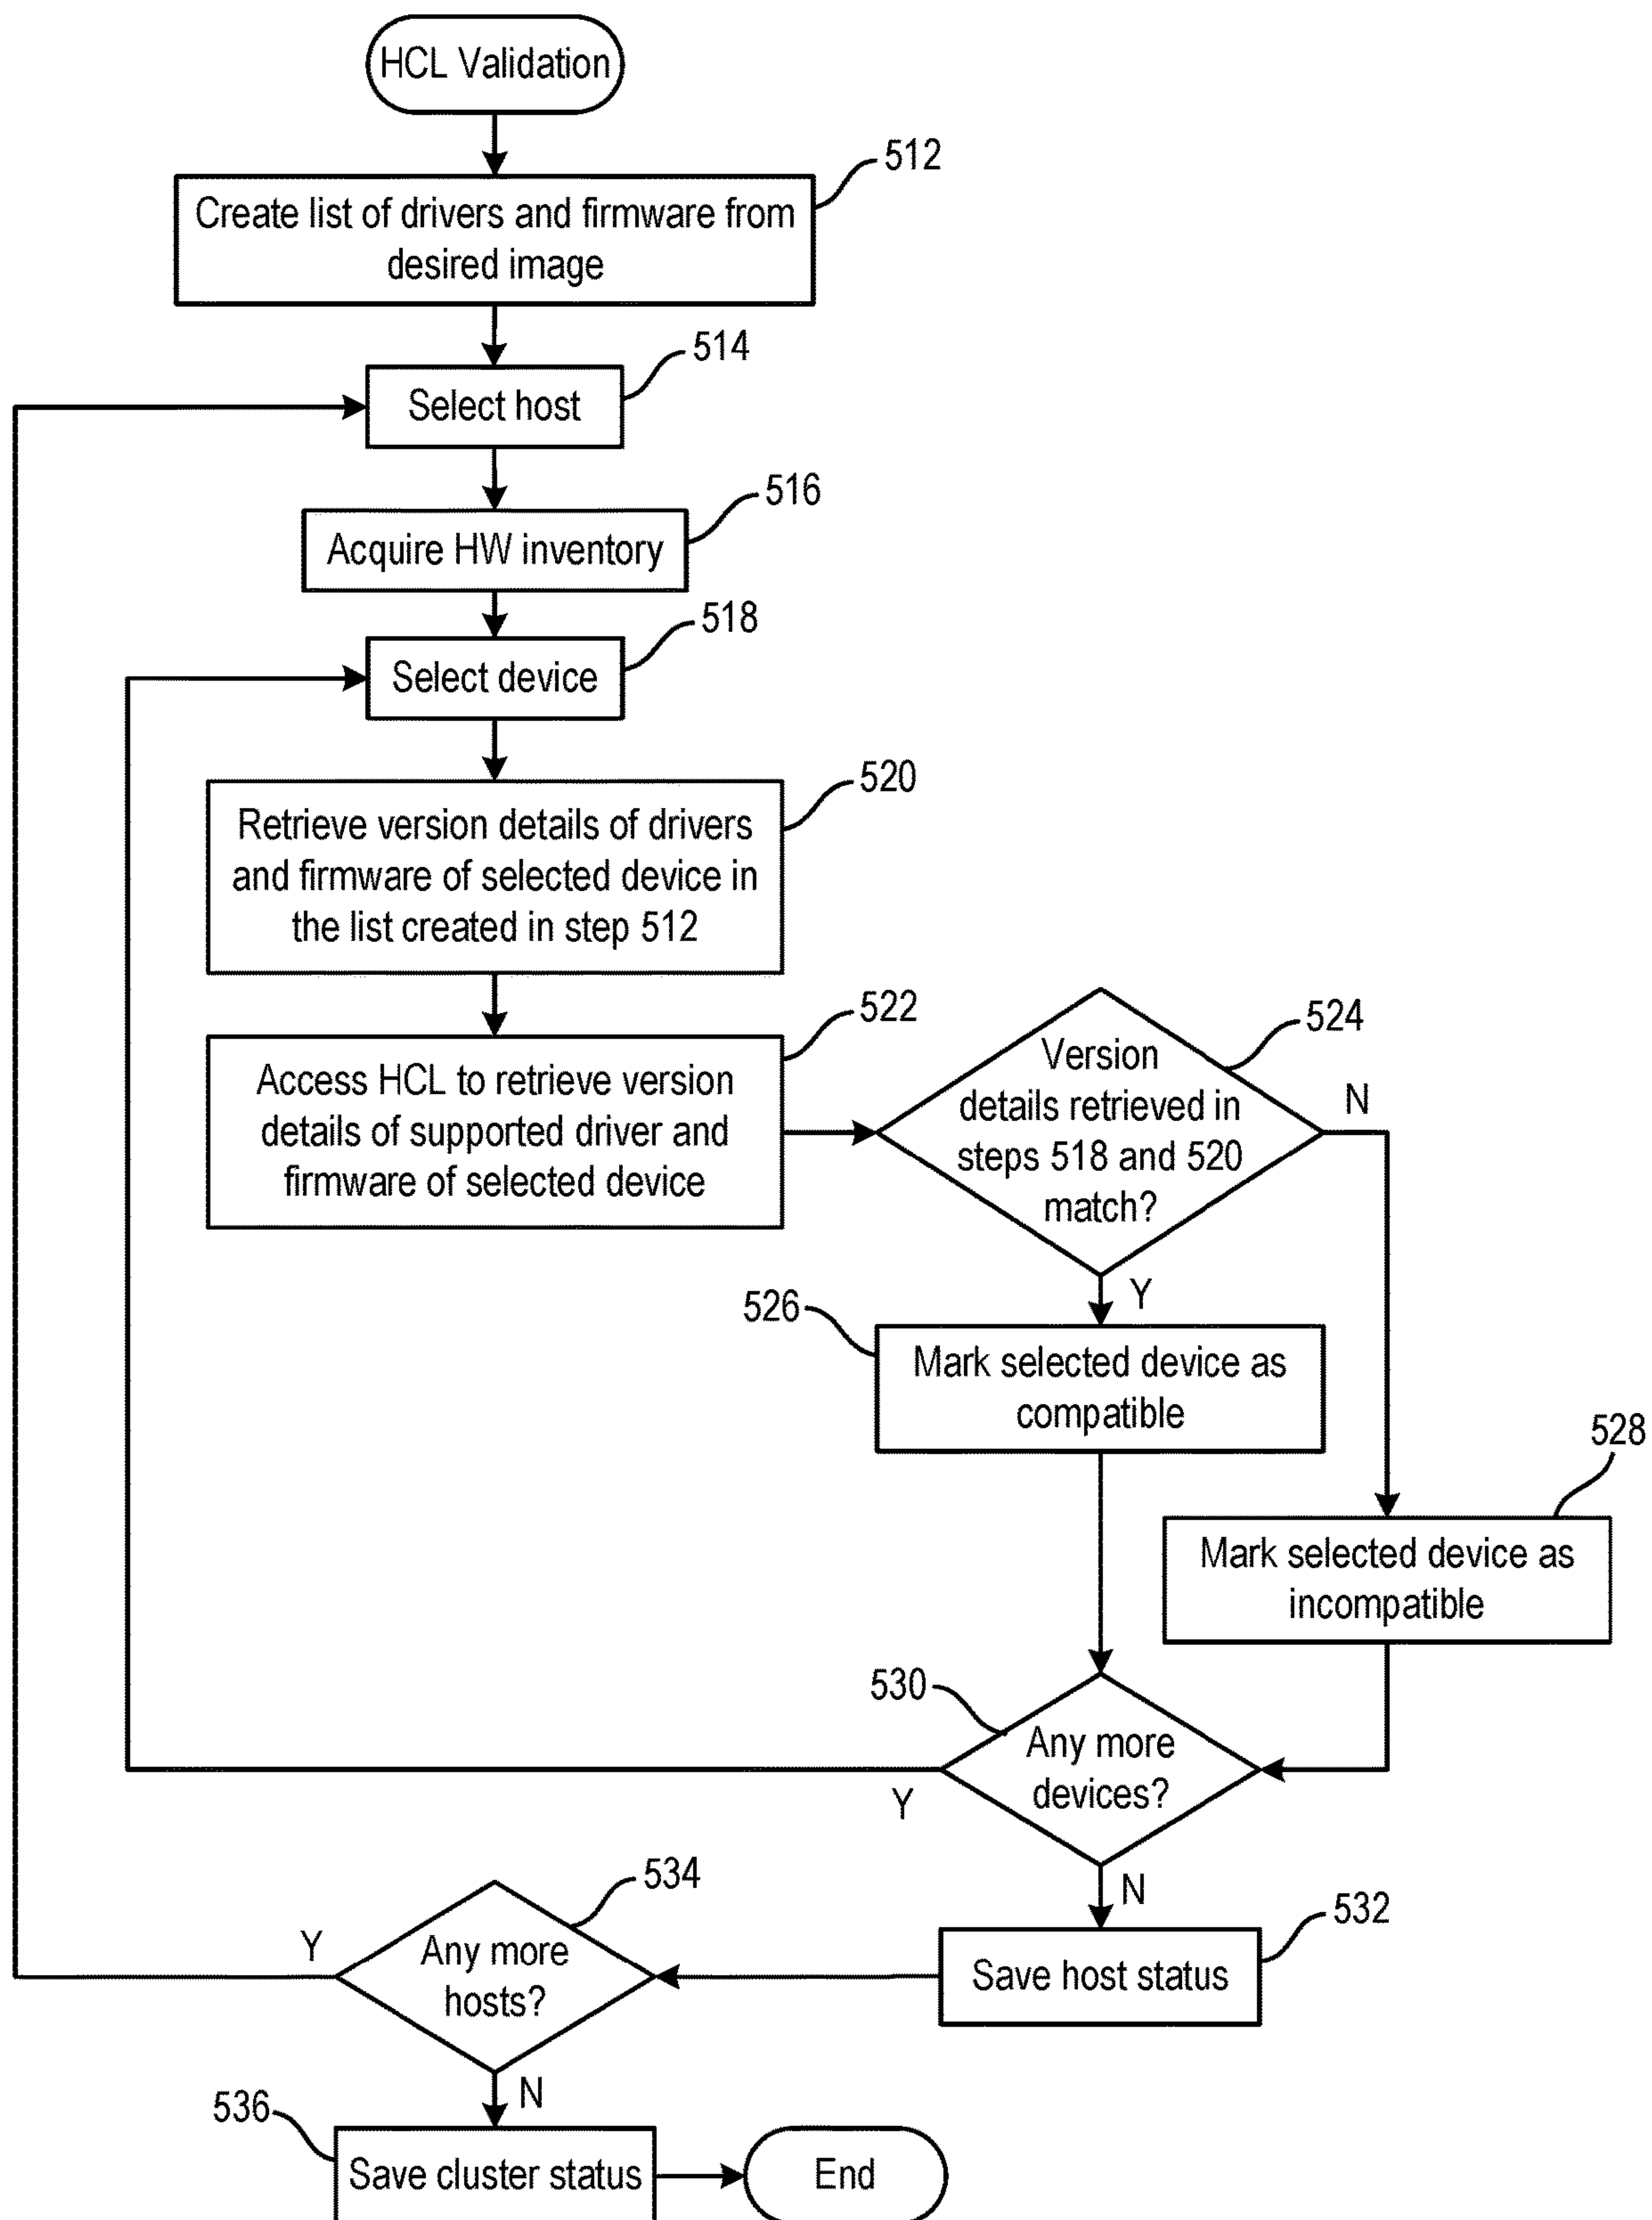 HCL Validation
512
Create list of drivers and firmware from
desired image
514
Select host
516
Acquire HW inventory
518
Select device
520
Retrieve version details of drivers
and firmware of selected device in
the list created in step 512
522
Access HCL to retrieve version
details of supported driver and
firmware of selected device
524
Version
details retrieved in
steps 518 and 520
match?
N
Y
526
Mark selected device as
compatible
528
Mark selected device as
incompatible
530
Any more
devices?
Y
N
532
Save host status
534
Any more
hosts?
Y
N
536
Save cluster status
End